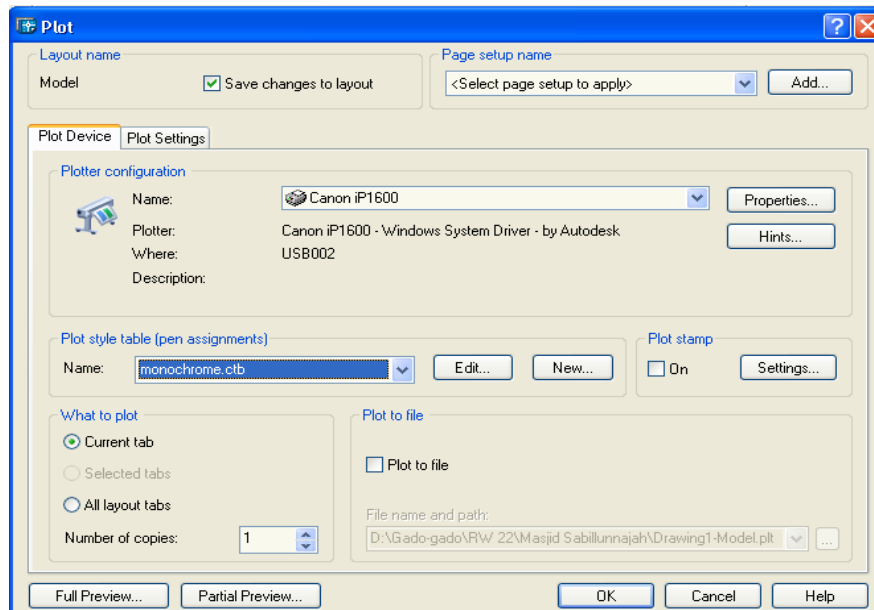 Plot
Layout name
Model
Save changes to layout
Page setup name
<Select page setup to apply>
Add...
Plot Device
Plot Settings
Plotter configuration
Name:
Canon iP1600
Properties...
Plotter:
Canon iP1600 - Windows System Driver - by Autodesk
Hints...
Where:
USB002
Description:
Plot style table (pen assignments)
Name:
monochrome.ctb
Edit...
New...
Plot stamp
On
Settings...
What to plot
Current tab
Selected tabs
All layout tabs
Number of copies:
1
Plot to file
Plot to file
File name and path:
D:\Gado-gado\RW 22\Masjid Sabillunnajah\Drawing1-Model.plt
...
Full Preview...
Partial Preview...
OK
Cancel
Help